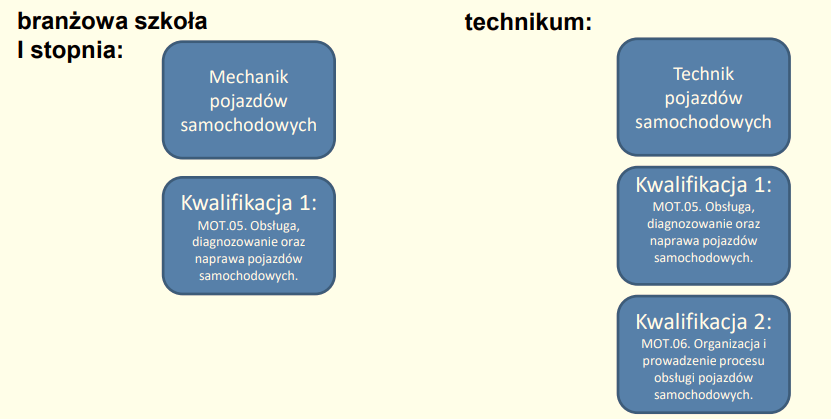 branżowa szkoła
I stopnia:
Mechanik
pojazdów
samochodowych
Kwalifikacja 1:
MOT.05. Obsługa,
diagnozowanie oraz
naprawa pojazdów
samochodowych.
technikum:
Technik
pojazdów
samochodowych
Kwalifikacja 1:
MOT.05. Obsługa,
diagnozowanie oraz
naprawa pojazdów
samochodowych.
Kwalifikacja 2:
MOT.06. Organizacja i
prowadzenie procesu
obsługi pojazdów
samochodowych.